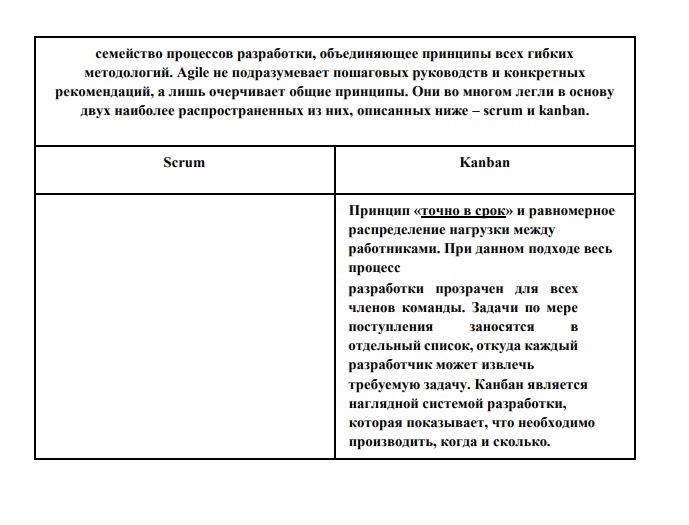 семейство процессов разработки, объединяющее принципы всех гибких
методологий. Agile не подразумевает пошаговых руководств и конкретных
рекомендаций, а лишь очерчивает общие принципы. Они во многом легли в основу
двух наиболее распространенных из них, описанных ниже – scrum и kanban.
Scrum
Kanban
Принцип «точно в срок» и равномерное
распределение нагрузки между
работниками. При данном подходе весь
процесс
разработки прозрачен для всех
членов команды. Задачи по мере
поступления заносятся в
отдельный список, откуда каждый
разработчик может извлечь
требуемую задачу. Канбан является
наглядной системой разработки,
которая показывает, что необходимо
производить, когда и сколько.